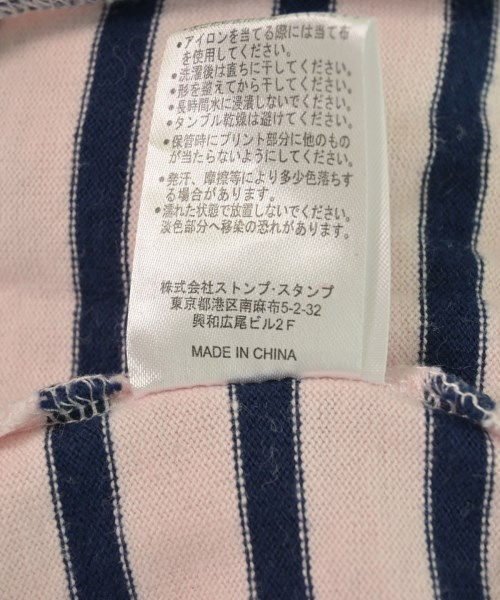 ●アイロンを当てる際には当て布
を使用してください。
●洗濯後は直ちに干してください。
●形を整えてから干してください。
●長時間水に浸漬しないでください。
●タンブル乾燥は避けてください。
●保管時にプリント部分に他のもの
が当たらないようにしてください。
●発汗、摩擦等により多少色落ちす
る場合があります。
●濡れた状態で放置しないでください。
淡色部分へ移染の恐れがあります。
株式会社ストンプ・スタンプ
東京都港区南麻布5-2-32
興和広尾ビル2F
MADE IN CHINA